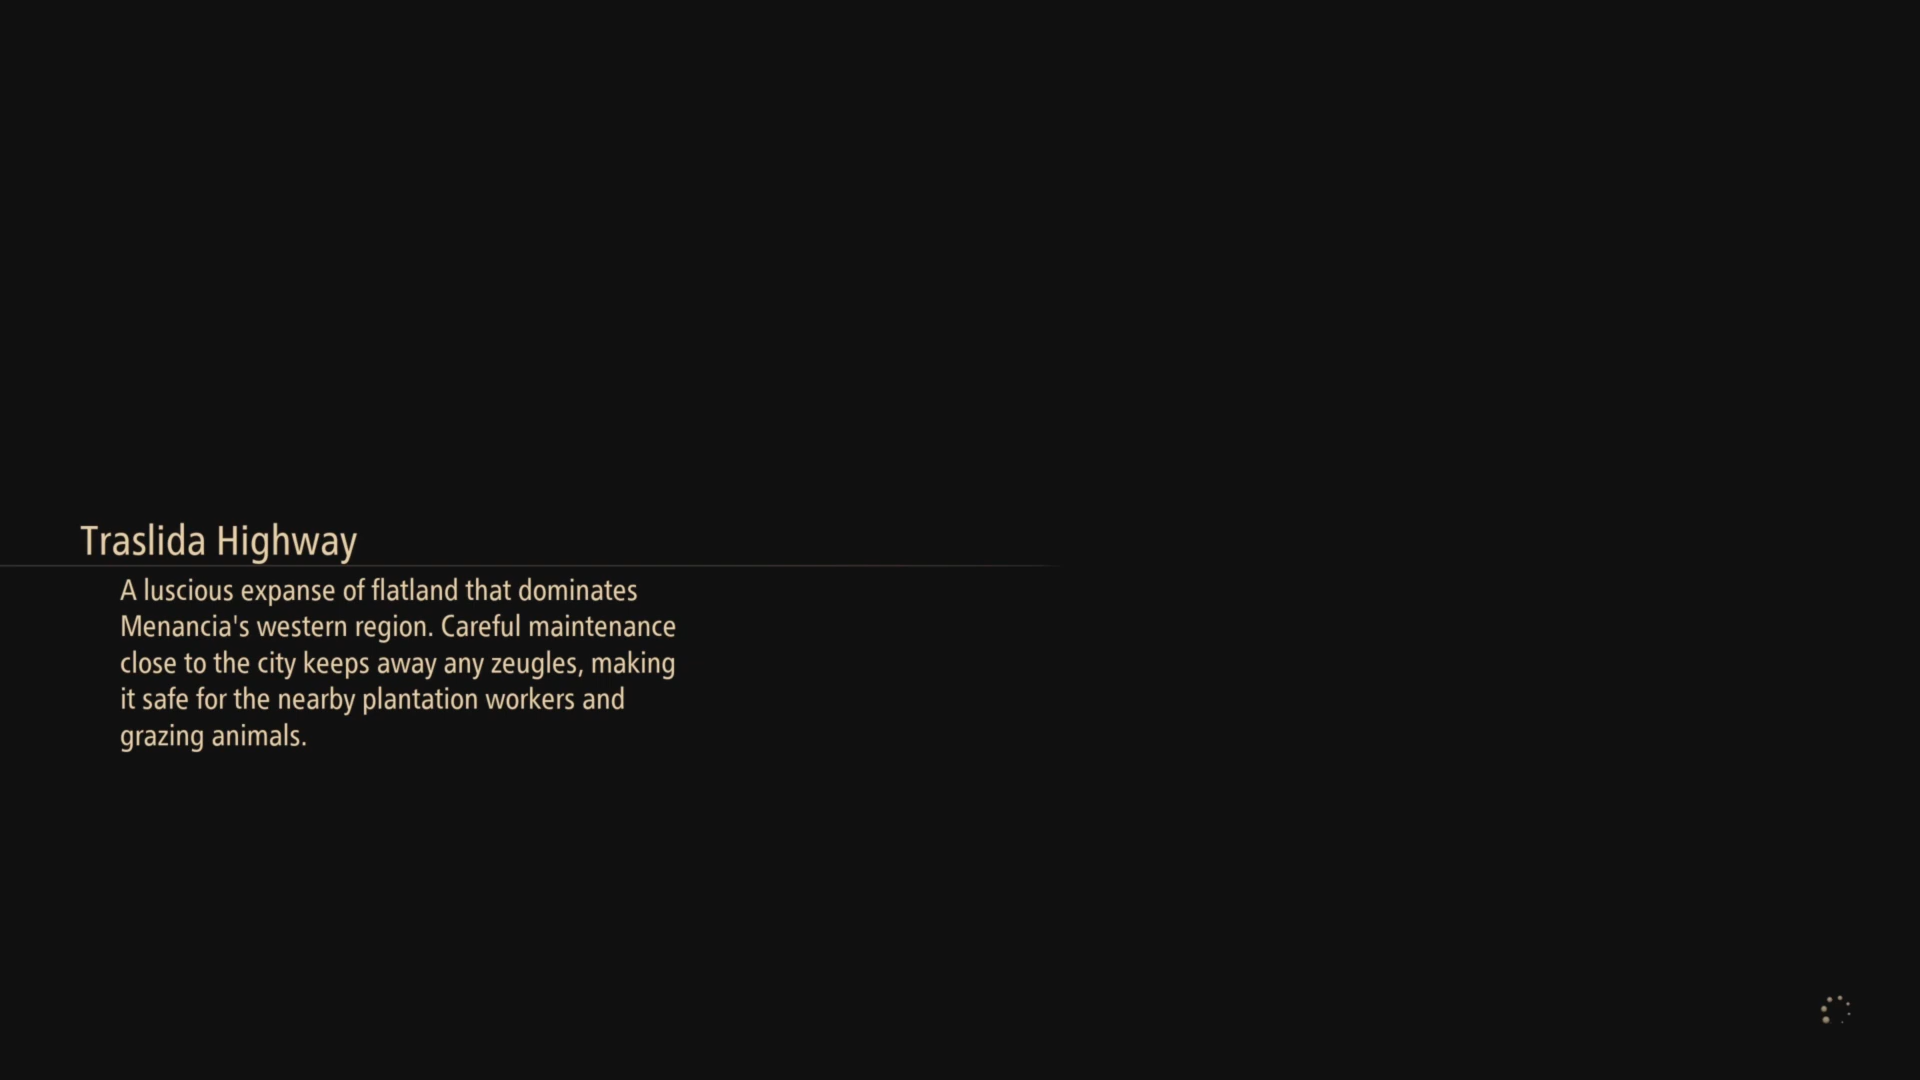 Traslida Highway
A luscious expanse of flatland that dominates
Menancia's western region. Careful maintenance
close to the city keeps away any zeugles, making
it safe for the nearby plantation workers and
grazing animals.